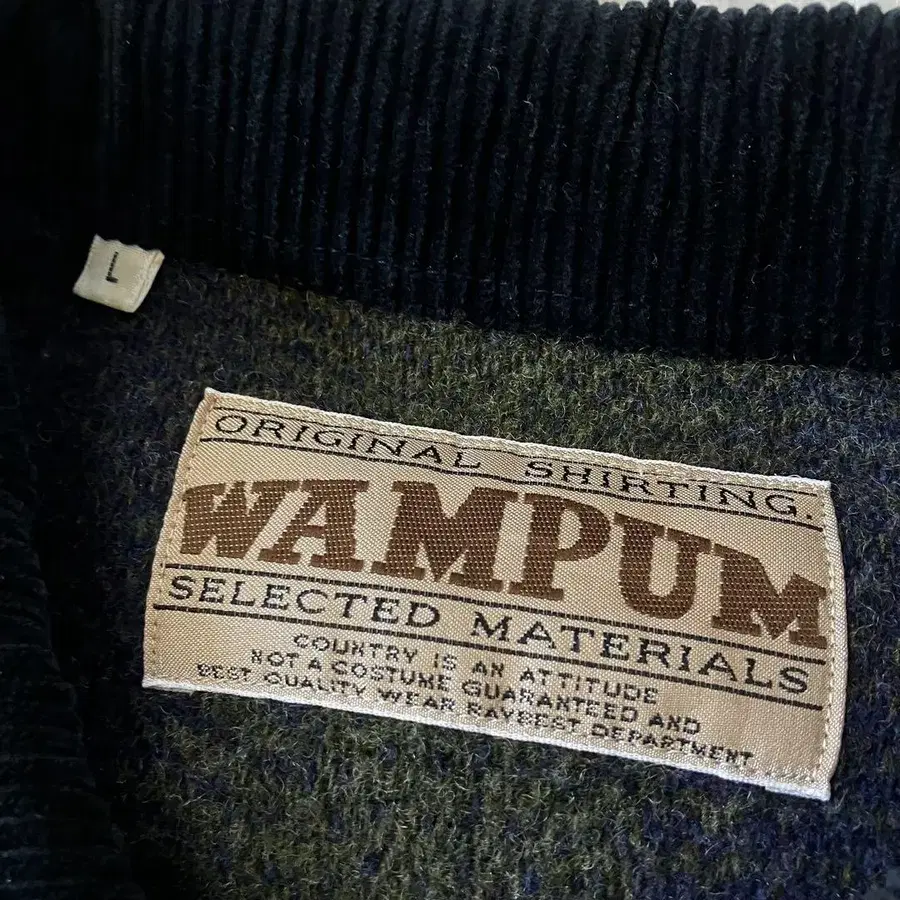 L
ORIGINAL SHIRTING.
WAMPUM
SELECTED MATERIALS
COUNTRY IS AN ATTITUDE
NOT A COSTUME GUARANTEED AND
BEST QUALITY WEAR RAYBEST DEPARTMENT